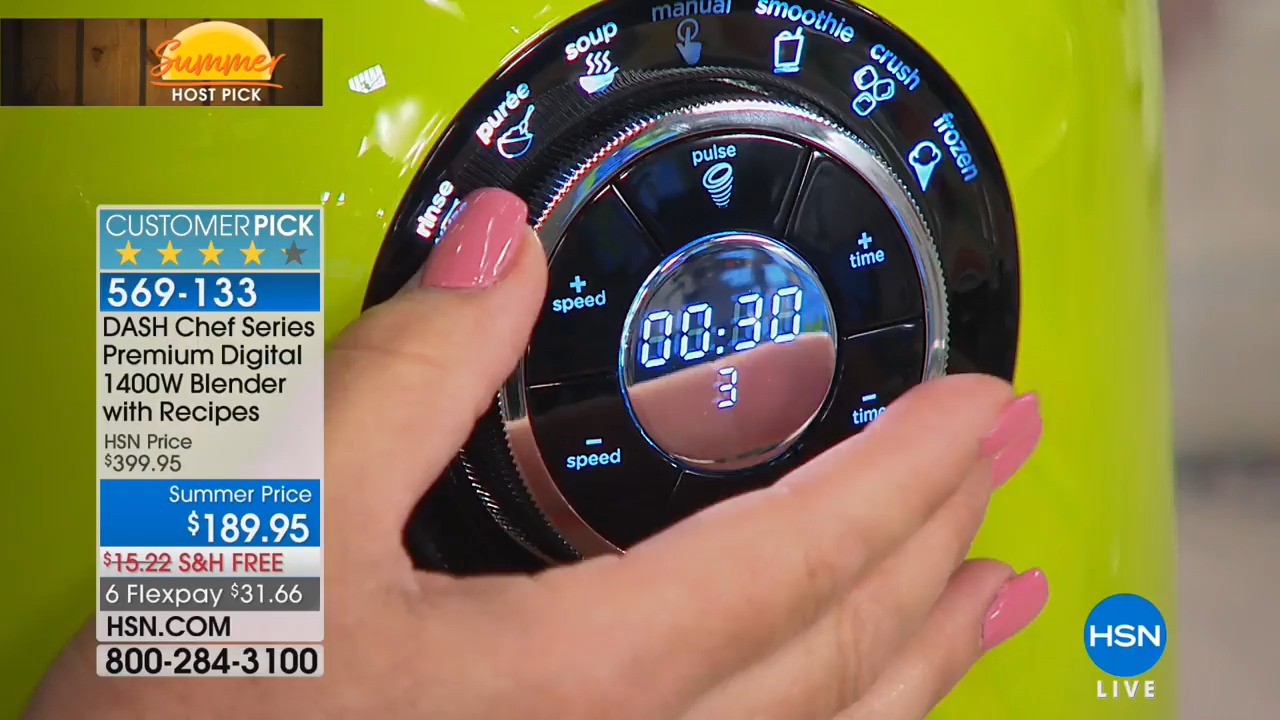 Summer
HOST PICK
CUSTOMER PICK
569-133
DASH Chef Series
Premium Digital
1400W Blender
with Recipes
HSN Price
$399.95
Summer Price
$189.95
$15.22 S&H FREE
6 Flexpay $31.66
HSN.COM
800-284-3100
rinse
purée
soup
manual
smoothie
crush
frozen
pulse
+
speed
+
time
00:30
3
–
speed
–
time
HSN
LIVE